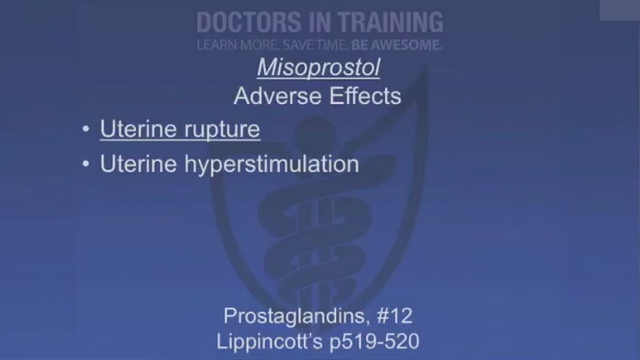 DOCTORS IN TRAINING
LEARN MORE. SAVE TIME. BE AWESOME.
Misoprostol
Adverse Effects
• Uterine rupture
• Uterine hyperstimulation
Prostaglandins, #12
Lippincott's p519-520